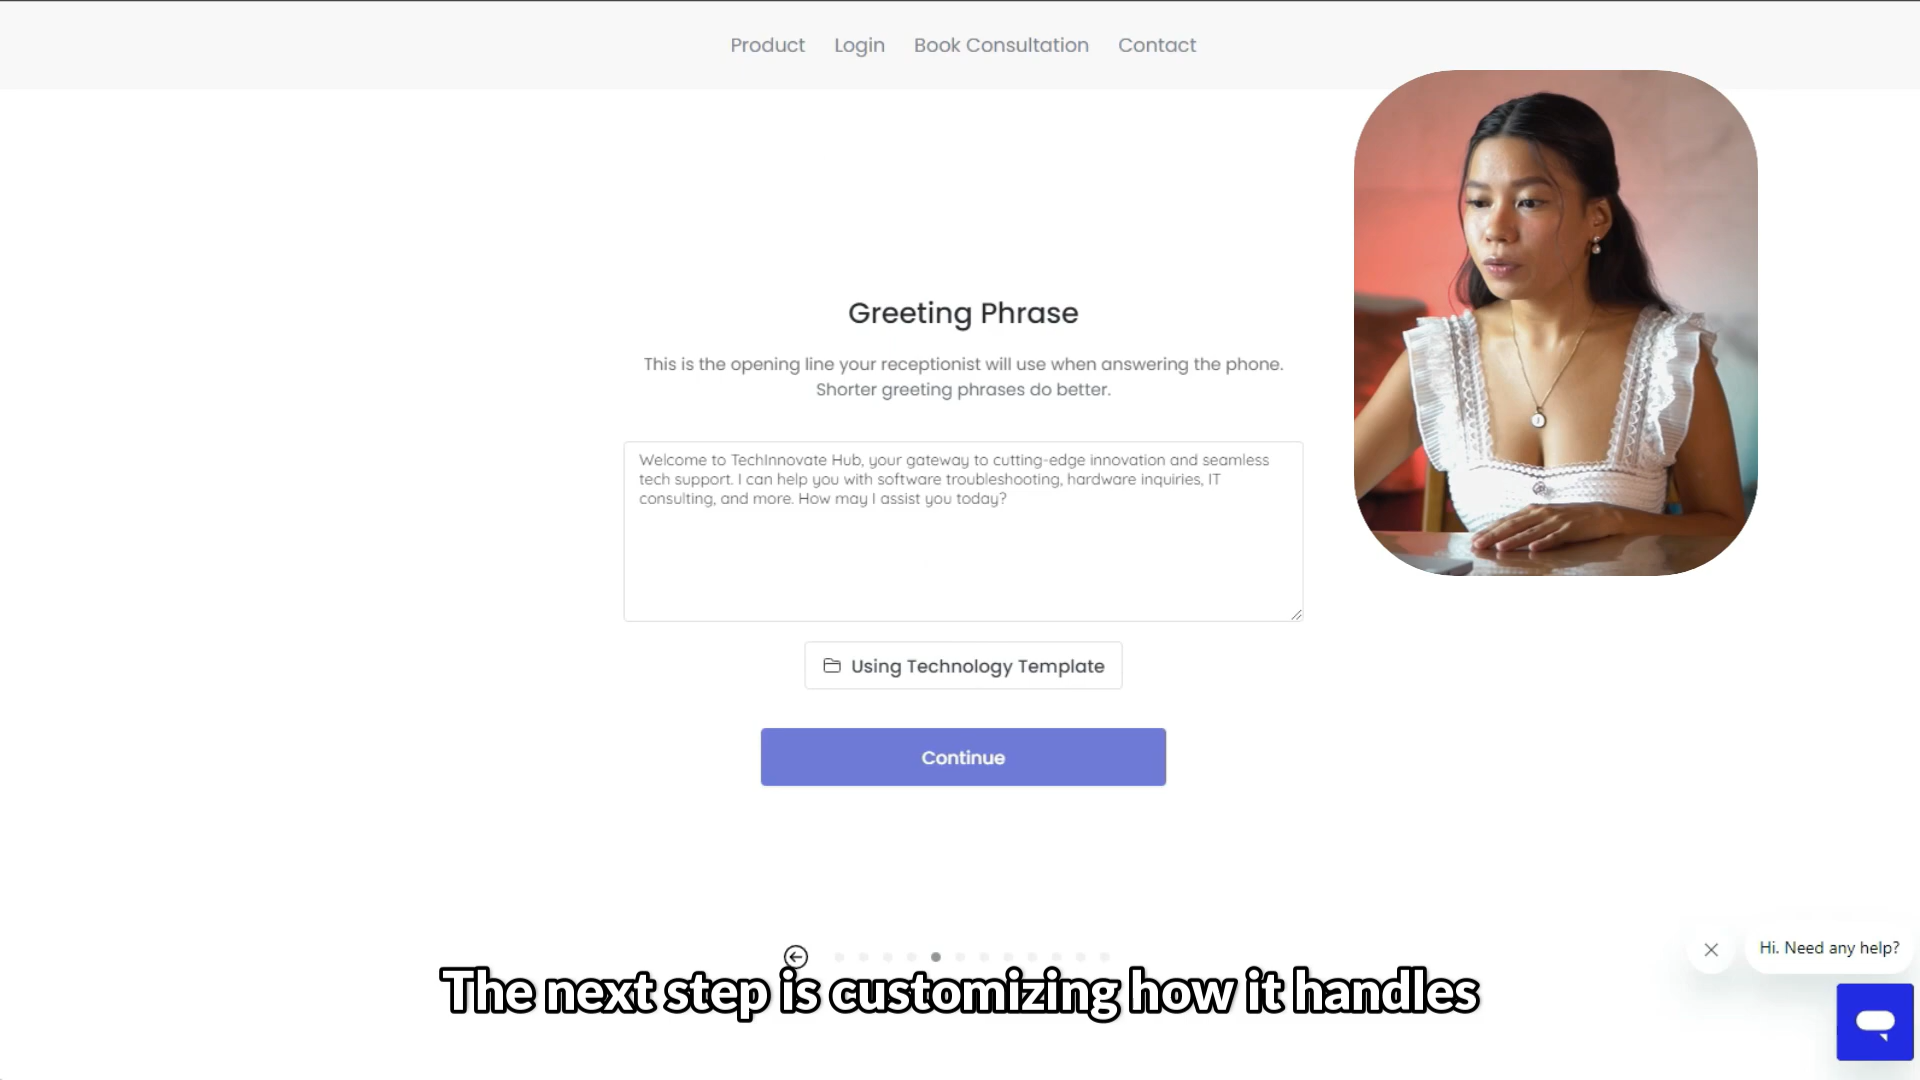 Product Login Book Consultation Contact
Greeting Phrase
This is the opening line your receptionist will use when answering the phone.
Shorter greeting phrases do better.
Welcome to TechInnovate Hub, your gateway to cutting-edge innovation and seamless
tech support. I can help you with software troubleshooting, hardware inquiries, IT
consulting, and more. How may I assist you today?
Using Technology Template
Continue
Hi. Need any help?
The next step is customizing how it handles